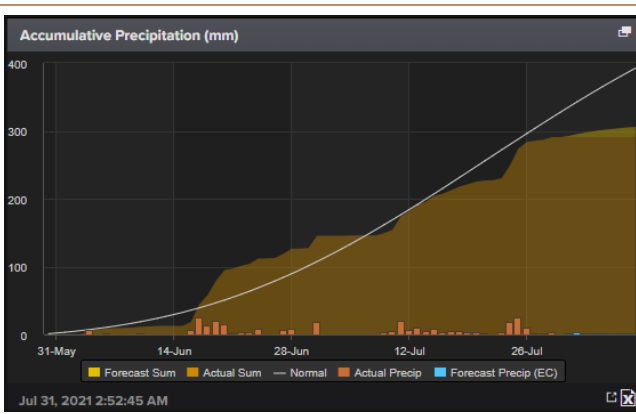 Accumulative Precipitation (mm)
400
300
200
100
0
31-May 14-Jun 28-Jun 12-Jul 26-Jul
Forecast Sum Actual Sum Normal Actual Precip Forecast Precip (EC)
Jul 31, 2021 2:52:45 AM